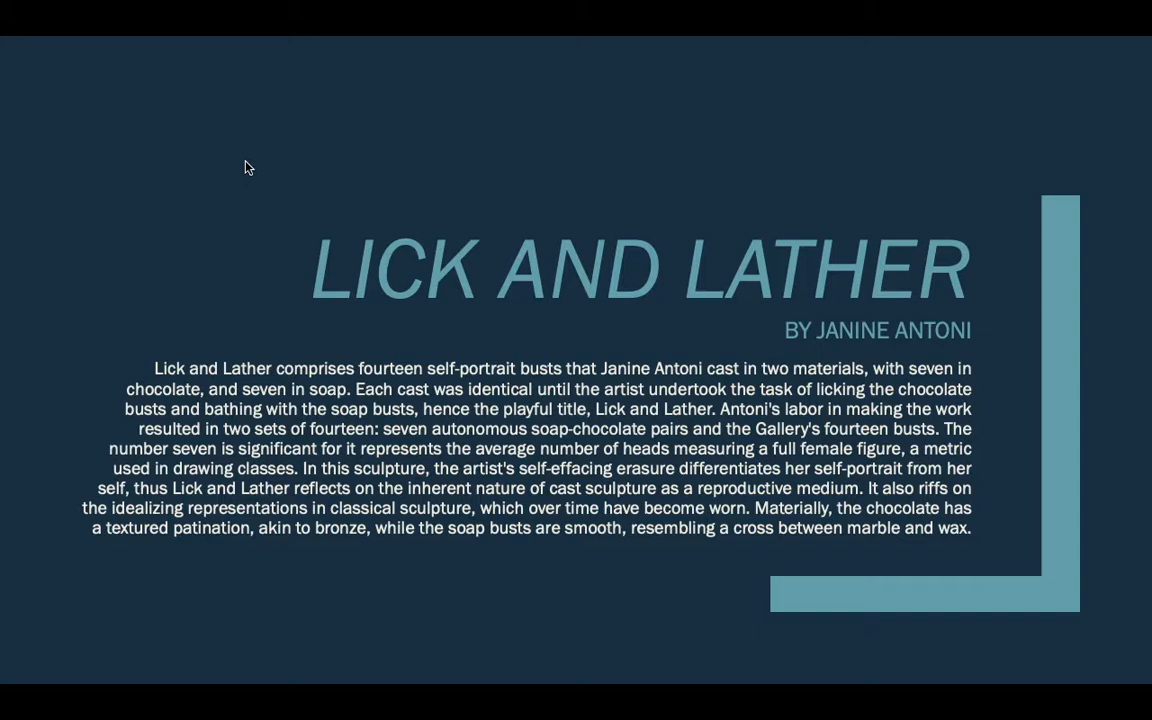 LICK AND LATHER
BY JANINE ANTONI
Lick and Lather comprises fourteen self-portrait busts that Janine Antoni cast in two materials, with seven in
chocolate, and seven in soap. Each cast was identical until the artist undertook the task of licking the chocolate
busts and bathing with the soap busts, hence the playful title, Lick and Lather. Antoni's labor in making the work
resulted in two sets of fourteen: seven autonomous soap-chocolate pairs and the Gallery's fourteen busts. The
number seven is significant for it represents the average number of heads measuring a full female figure, a metric
used in drawing classes. In this sculpture, the artist's self-effacing erasure differentiates her self-portrait from her
self, thus Lick and Lather reflects on the inherent nature of cast sculpture as a reproductive medium. It also riffs on
the idealizing representations in classical sculpture, which over time have become worn. Materially, the chocolate has
a textured patination, akin to bronze, while the soap busts are smooth, resembling a cross between marble and wax.